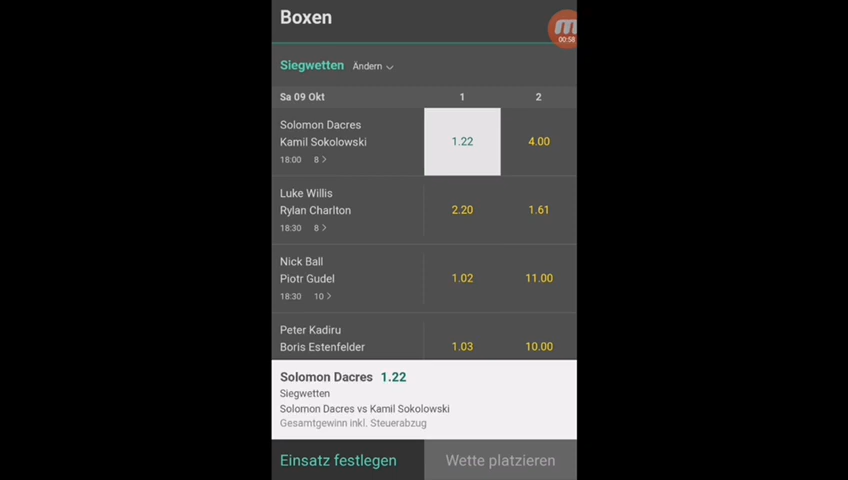 Boxen
00:58
Siegwetten Ändern
Sa 09 Okt 1 2
Solomon Dacres
Kamil Sokolowski
18:00 8 >
1.22 4.00
Luke Willis
Rylan Charlton
18:30 8 >
2.20 1.61
Nick Ball
Piotr Gudel
18:30 10 >
1.02 11.00
Peter Kadiru
Boris Estenfelder
1.03 10.00
Solomon Dacres 1.22
Siegwetten
Solomon Dacres vs Kamil Sokolowski
Gesamtgewinn inkl. Steuerabzug
Einsatz festlegen Wette platzieren